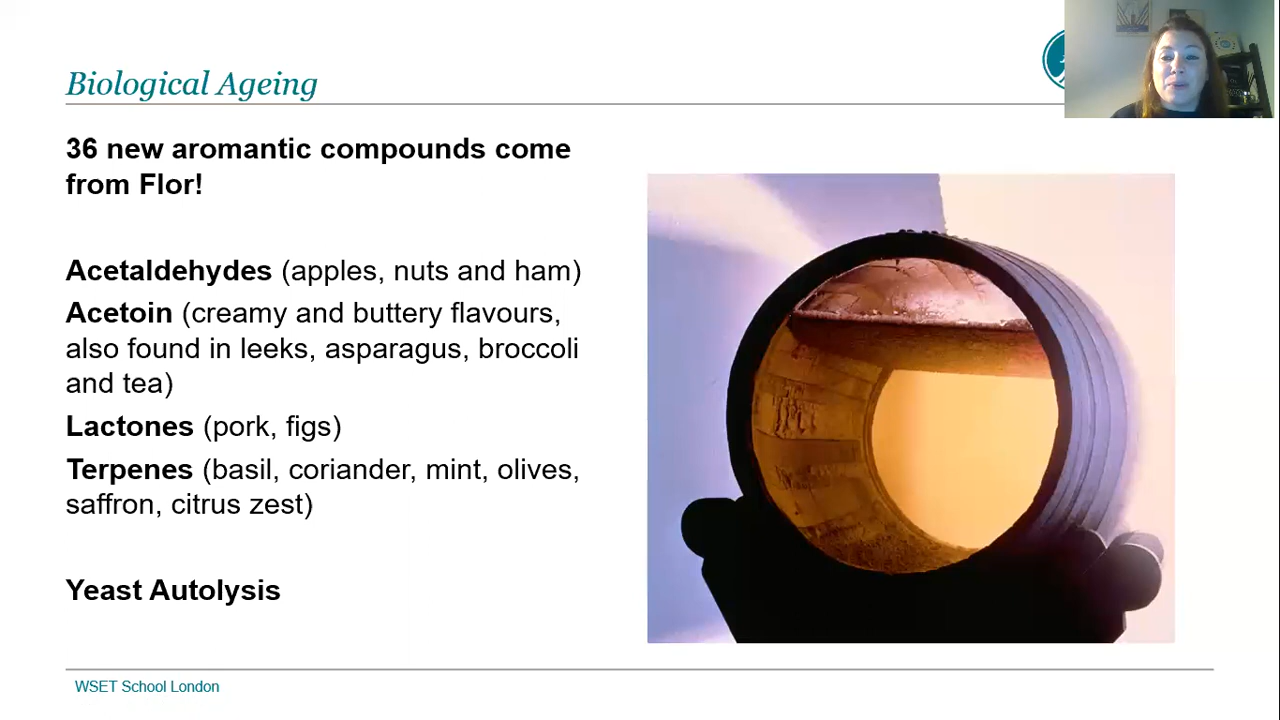 Biological Ageing
36 new aromantic compounds come
from Flor!
Acetaldehydes (apples, nuts and ham)
Acetoin (creamy and buttery flavours,
also found in leeks, asparagus, broccoli
and tea)
Lactones (pork, figs)
Terpenes (basil, coriander, mint, olives,
saffron, citrus zest)
Yeast Autolysis
WSET School London